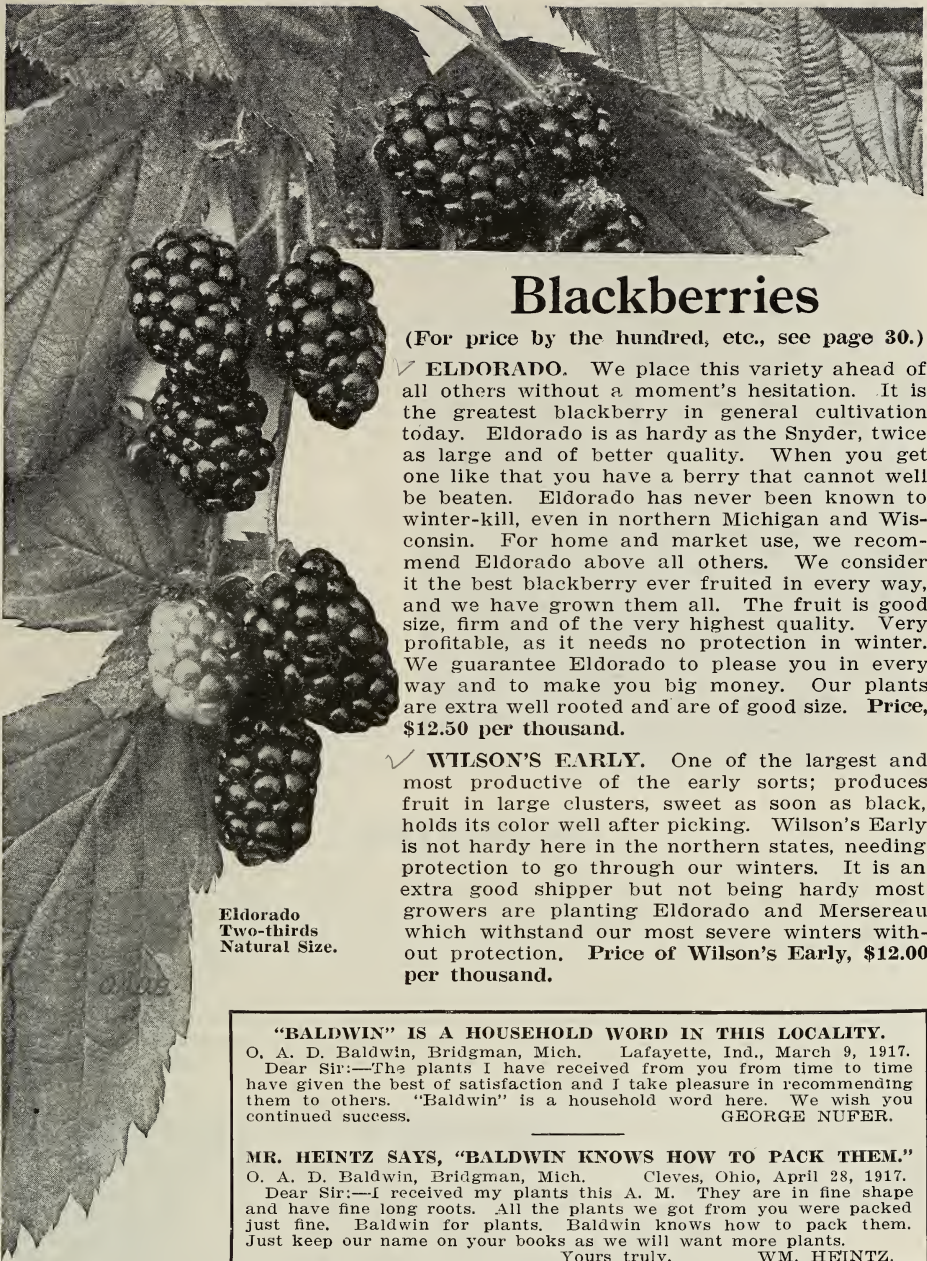 Blackberries
(For price by the hundred, etc., see page 30.)
ELDORADO. We place this variety ahead of
all others without a moment's hesitation. It is
the greatest blackberry in general cultivation
today. Eldorado is as hardy as the Snyder, twice
as large and of better quality. When you get
one like that you have a berry that cannot well
be beaten. Eldorado has never been known to
winter-kill, even in northern Michigan and Wis-
consin. For home and market use, we recom-
mend Eldorado above all others. We consider
it the best blackberry ever fruited in every way,
and we have grown them all. The fruit is good
size, firm and of the very highest quality. Very
profitable, as it needs no protection in winter.
We guarantee Eldorado to please you in every
way and to make you big money. Our plants
are extra well rooted and are of good size. Price,
$12.50 per thousand.
WILSON'S EARLY. One of the largest and
most productive of the early sorts; produces
fruit in large clusters, sweet as soon as black,
holds its color well after picking. Wilson's Early
is not hardy here in the northern states, needing
protection to go through our winters. It is an
extra good shipper but not being hardy most
growers are planting Eldorado and Mersereau
which withstand our most severe winters with-
out protection. Price of Wilson's Early, $12.00
per thousand.
Eldorado
Two-thirds
Natural Size.
"BALDWIN" IS A HOUSEHOLD WORD IN THIS LOCALITY.
O. A. D. Baldwin, Bridgman, Mich. Lafayette, Ind., March 9, 1917.
Dear Sir:—The plants I have received from you from time to time
have given the best of satisfaction and I take pleasure in recommending
them to others. "Baldwin" is a household word here. We wish you
continued success. GEORGE NUFER.
MR. HEINTZ SAYS, "BALDWIN KNOWS HOW TO PACK THEM."
O. A. D. Baldwin, Bridgman, Mich. Cleves, Ohio, April 28, 1917.
Dear Sir:—I received my plants this A. M. They are in fine shape
and have fine long roots. All the plants we got from you were packed
just fine. Baldwin for plants. Baldwin knows how to pack them.
Just keep our name on your books as we will want more plants.
Yours truly, WM. HEINTZ.